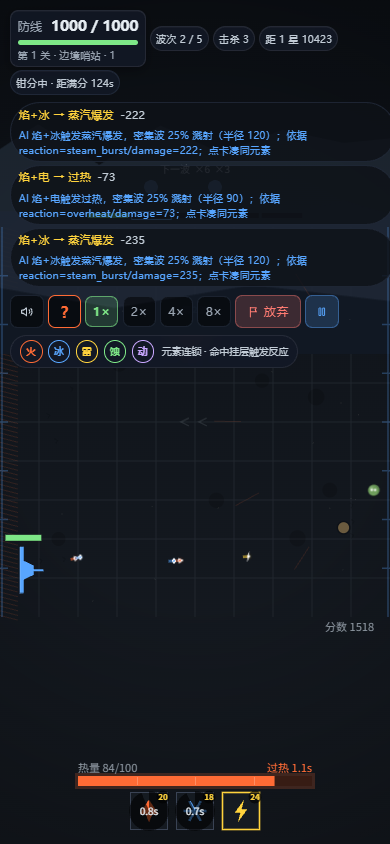 防线 1000 / 1000
第 1 关 · 边境哨站 · 1
波次 2 / 5
击杀 3
距 1 星 10423
钳分中 · 距满分 124s
焰+冰 → 蒸汽爆发 -222
AI 焰+冰触发蒸汽爆发，密集波 25% 溅射（半径 120）；依据
reaction=steam_burst/damage=222；点卡凑同元素
焰+电 → 过热 -73
AI 焰+电触发过热，密集波 25% 溅射（半径 90）；依据
reaction=overheat/damage=73；点卡凑同元素
焰+冰 → 蒸汽爆发 -235
AI 焰+冰触发蒸汽爆发，密集波 25% 溅射（半径 120）；依据
reaction=steam_burst/damage=235；点卡凑同元素
? 1× 2× 4× 8× 放弃
火 冰 雷 蚀 动 元素连锁 · 命中挂层触发反应
分数 1518
热量 84/100 过热 1.1s
20 18 24
0.8s 0.7s